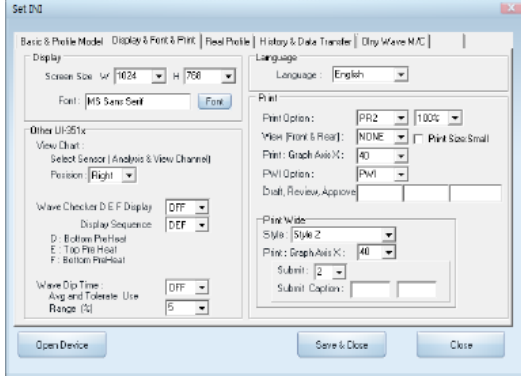 Set INI
Basic & Profile Model Display & Font & Print Reel Profile History & Data Transfer Dlny Wave M/C
Display
Screen Size W 1024 H 768
Font: MS Sans Serif Font
Other UI-351x
View Chart:
Select Sensor (Analysis & View Channel)
Position: Right
Wave Checker D E F Display OFF
Display Sequence DEF
D : Bottom PreHeat
E : Top Pre Heat
F : Bottom PreHeat
Wave Dip Time : OFF
Avg and Tolerate Use
Range (%) 5
Language
Language : English
Print
Print Option : PR2 100%
View [Front & Rear] : NONE Print Size:Small
Print : Graph Axis X : 40
PWI Option : PWI
Draft, Review, Approve
Print Wide
Style : Style 2
Print : Graph Axis X : 40
Submit : 2
Submit Caption :
Open Device
Save & Close
Close